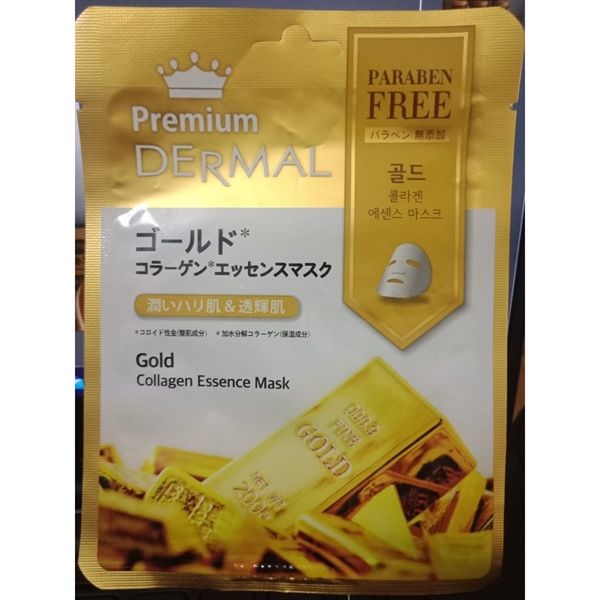 Premium
DERMAL
PARABEN
FREE
パラベン 無添加
골드
콜라겐
에센스 마스크
ゴールド*
コラーゲン*エッセンスマスク
潤いハリ肌&透輝肌
*コロイド性金(整肌成分) *加水分解コラーゲン(保湿成分)
Gold
Collagen Essence Mask
FINE
GOLD
NET WT